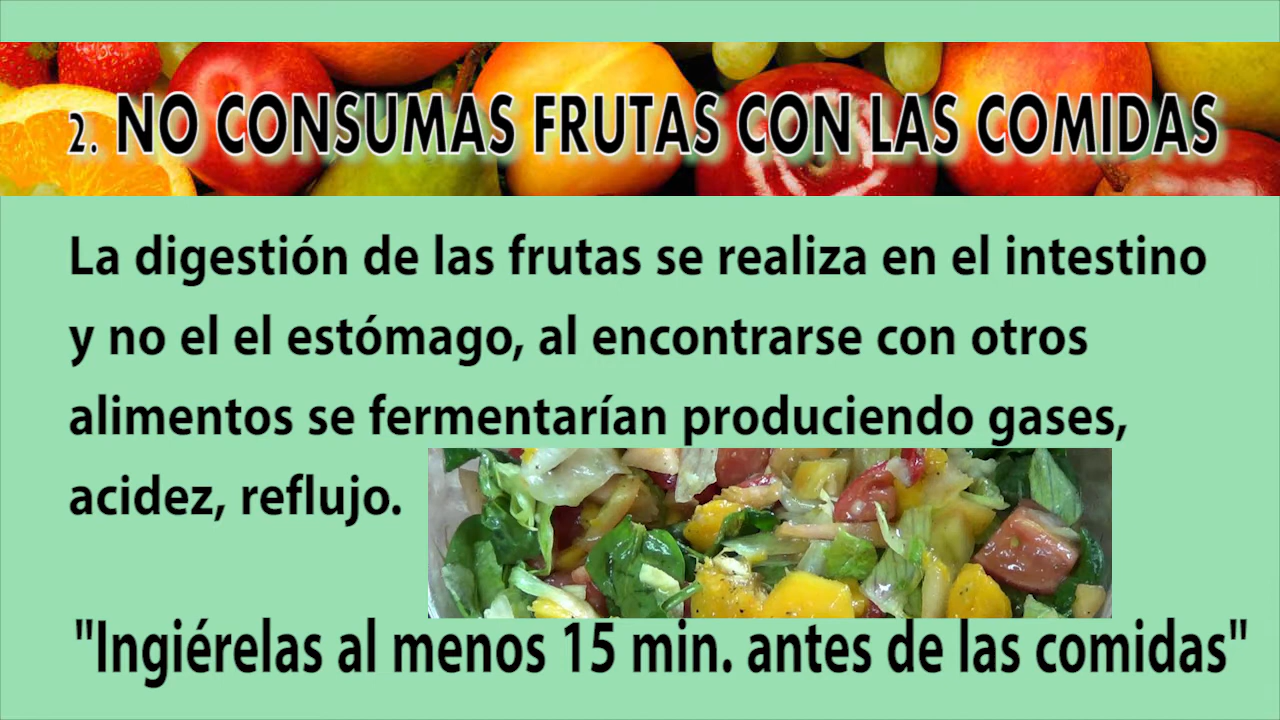 2. NO CONSUMAS FRUTAS CON LAS COMIDAS
La digestión de las frutas se realiza en el intestino
y no el el estómago, al encontrarse con otros
alimentos se fermentarían produciendo gases,
acidez, reflujo.
"Ingiérelas al menos 15 min. antes de las comidas"